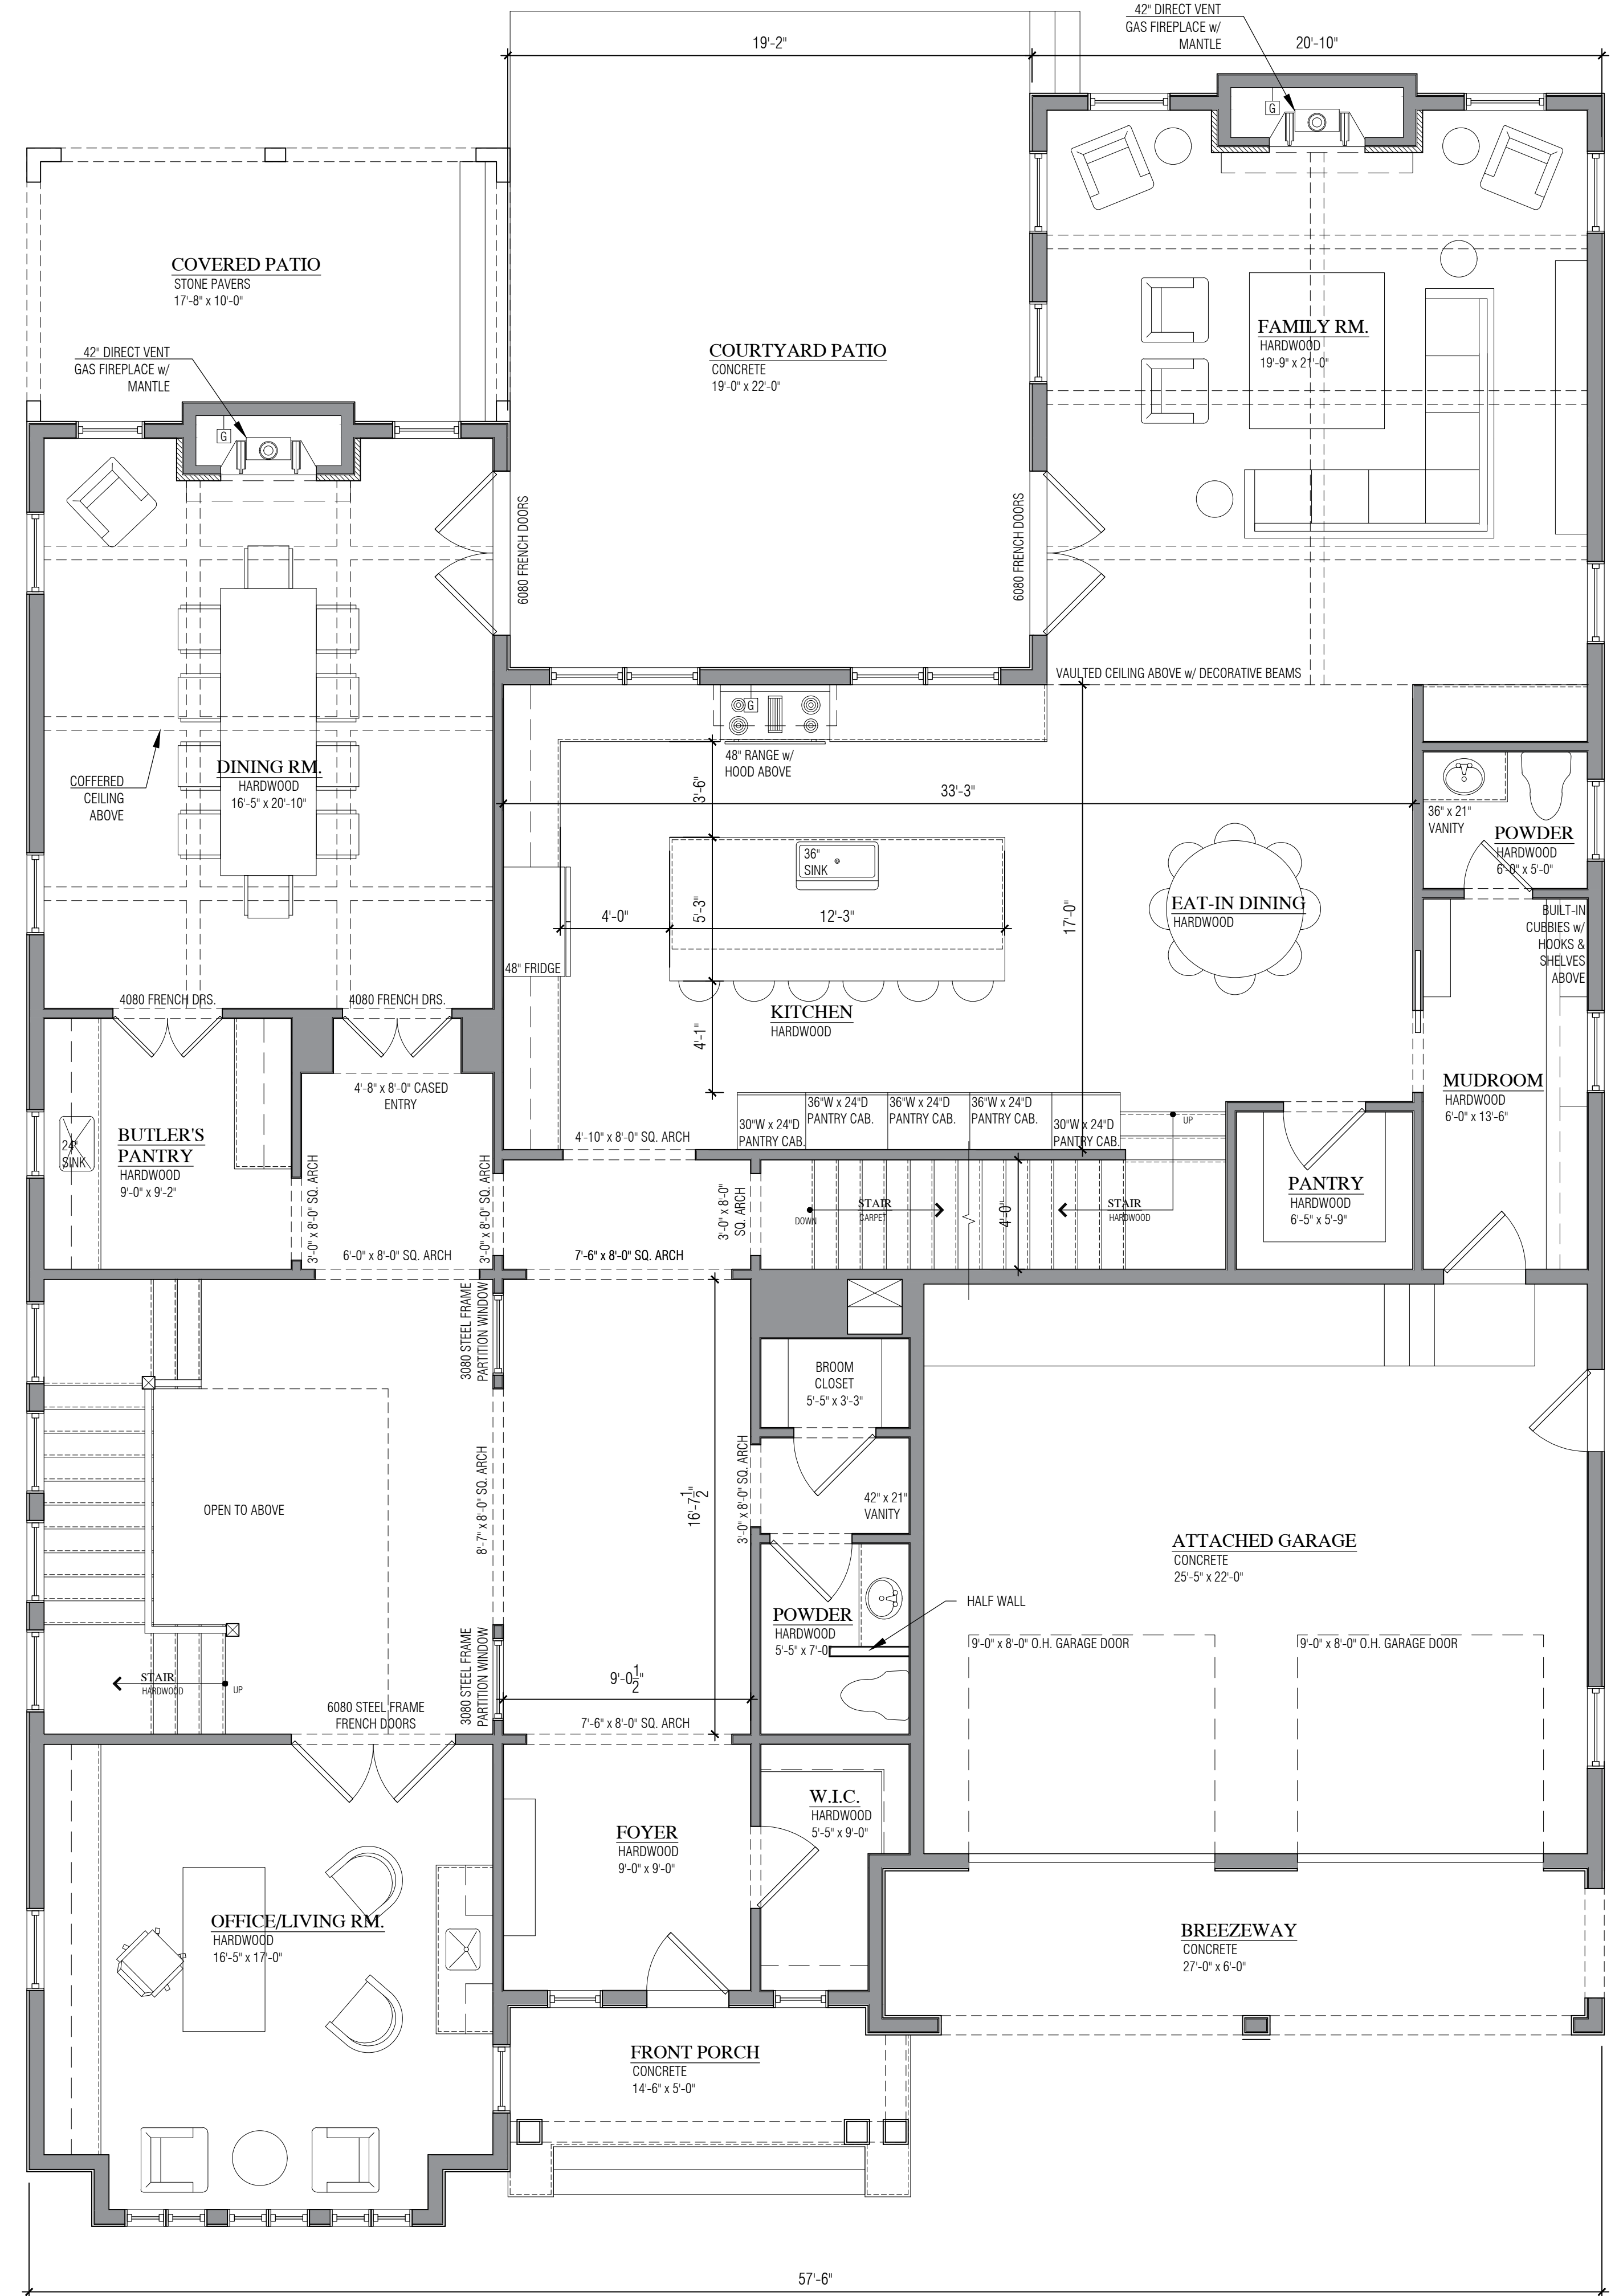 42" DIRECT VENT
GAS FIREPLACE w/
MANTLE
19'-2"
20'-10"
G
COVERED PATIO
STONE PAVERS
17'-8" x 10'-0"
42" DIRECT VENT
GAS FIREPLACE w/
MANTLE
G
COURTYARD PATIO
CONCRETE
19'-0" x 22'-0"
FAMILY RM.
HARDWOOD
19'-9" x 21'-0"
6080 FRENCH DOORS
6080 FRENCH DOORS
VAULTED CEILING ABOVE w/ DECORATIVE BEAMS
G
48" RANGE w/
HOOD ABOVE
COFFERED
CEILING
ABOVE
DINING RM.
HARDWOOD
16'-5" x 20'-10"
3'-6"
33'-3"
36" x 21"
VANITY
POWDER
HARDWOOD
6'-0" x 5'-0"
36"
SINK
4'-0"
5'-3"
12'-3"
17'-0"
EAT-IN DINING
HARDWOOD
BUILT-IN
CUBBIES w/
HOOKS &
SHELVES
ABOVE
48" FRIDGE
4080 FRENCH DRS.
4080 FRENCH DRS.
KITCHEN
HARDWOOD
4'-1"
4'-8" x 8'-0" CASED
ENTRY
MUDROOM
HARDWOOD
6'-0" x 13'-6"
30"W x 24"D
PANTRY CAB.
36"W x 24"D
PANTRY CAB.
36"W x 24"D
PANTRY CAB.
36"W x 24"D
PANTRY CAB.
30"W x 24"D
PANTRY CAB.
UP
24"
SINK
BUTLER'S
PANTRY
HARDWOOD
9'-0" x 9'-2"
4'-10" x 8'-0" SQ. ARCH
3'-0" x 8'-0" SQ. ARCH
3'-0" x 8'-0" SQ. ARCH
3'-0" x 8'-0"
SQ. ARCH
STAIR
CARPET
DOWN
4'-0"
STAIR
HARDWOOD
PANTRY
HARDWOOD
6'-5" x 5'-9"
6'-0" x 8'-0" SQ. ARCH
7'-6" x 8'-0" SQ. ARCH
3080 STEEL FRAME
PARTITION WINDOW
BROOM
CLOSET
5'-5" x 3'-3"
OPEN TO ABOVE
8'-7" x 8'-0" SQ. ARCH
16'-7 1/2"
3'-0" x 8'-0" SQ. ARCH
42" x 21"
VANITY
ATTACHED GARAGE
CONCRETE
25'-5" x 22'-0"
HALF WALL
POWDER
HARDWOOD
5'-5" x 7'-0"
9'-0" x 8'-0" O.H. GARAGE DOOR
9'-0" x 8'-0" O.H. GARAGE DOOR
STAIR
HARDWOOD
UP
3080 STEEL FRAME
PARTITION WINDOW
9'-0 1/2"
6080 STEEL FRAME
FRENCH DOORS
7'-6" x 8'-0" SQ. ARCH
W.I.C.
HARDWOOD
5'-5" x 9'-0"
FOYER
HARDWOOD
9'-0" x 9'-0"
OFFICE/LIVING RM.
HARDWOOD
16'-5" x 17'-0"
BREEZEWAY
CONCRETE
27'-0" x 6'-0"
FRONT PORCH
CONCRETE
14'-6" x 5'-0"
57'-6"